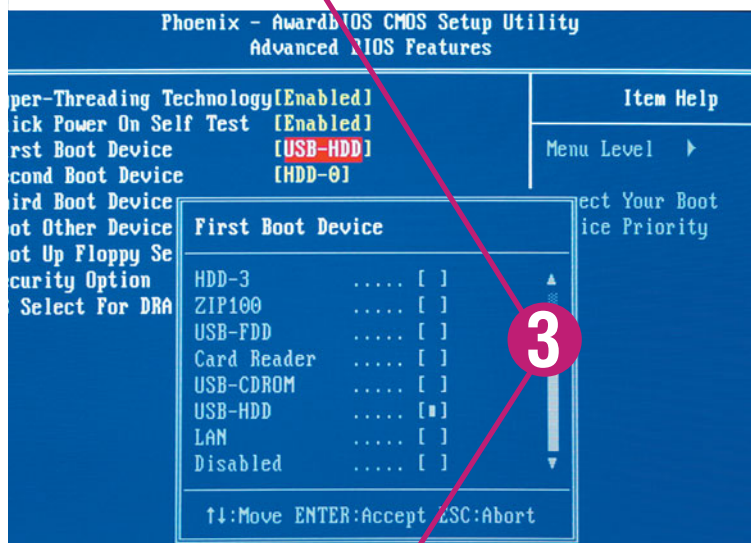 Phoenix - AwardBIOS CMOS Setup Utility
Advanced BIOS Features
per-Threading Technology[Enabled]
ick Power On Self Test [Enabled]
rst Boot Device [USB-HDD]
cond Boot Device [HDD-0]
ird Boot Device
ot Other Device
ot Up Floppy Se
curity Option
Select For DRA
Item Help
Menu Level ▶
ect Your Boot
ice Priority
First Boot Device
HDD-3 ..... [ ]
ZIP100 ..... [ ]
USB-FDD ..... [ ]
Card Reader ..... [ ]
USB-CDROM ..... [ ]
USB-HDD ..... [∎]
LAN ..... [ ]
Disabled ..... [ ]
↑↓:Move ENTER:Accept ESC:Abort
3